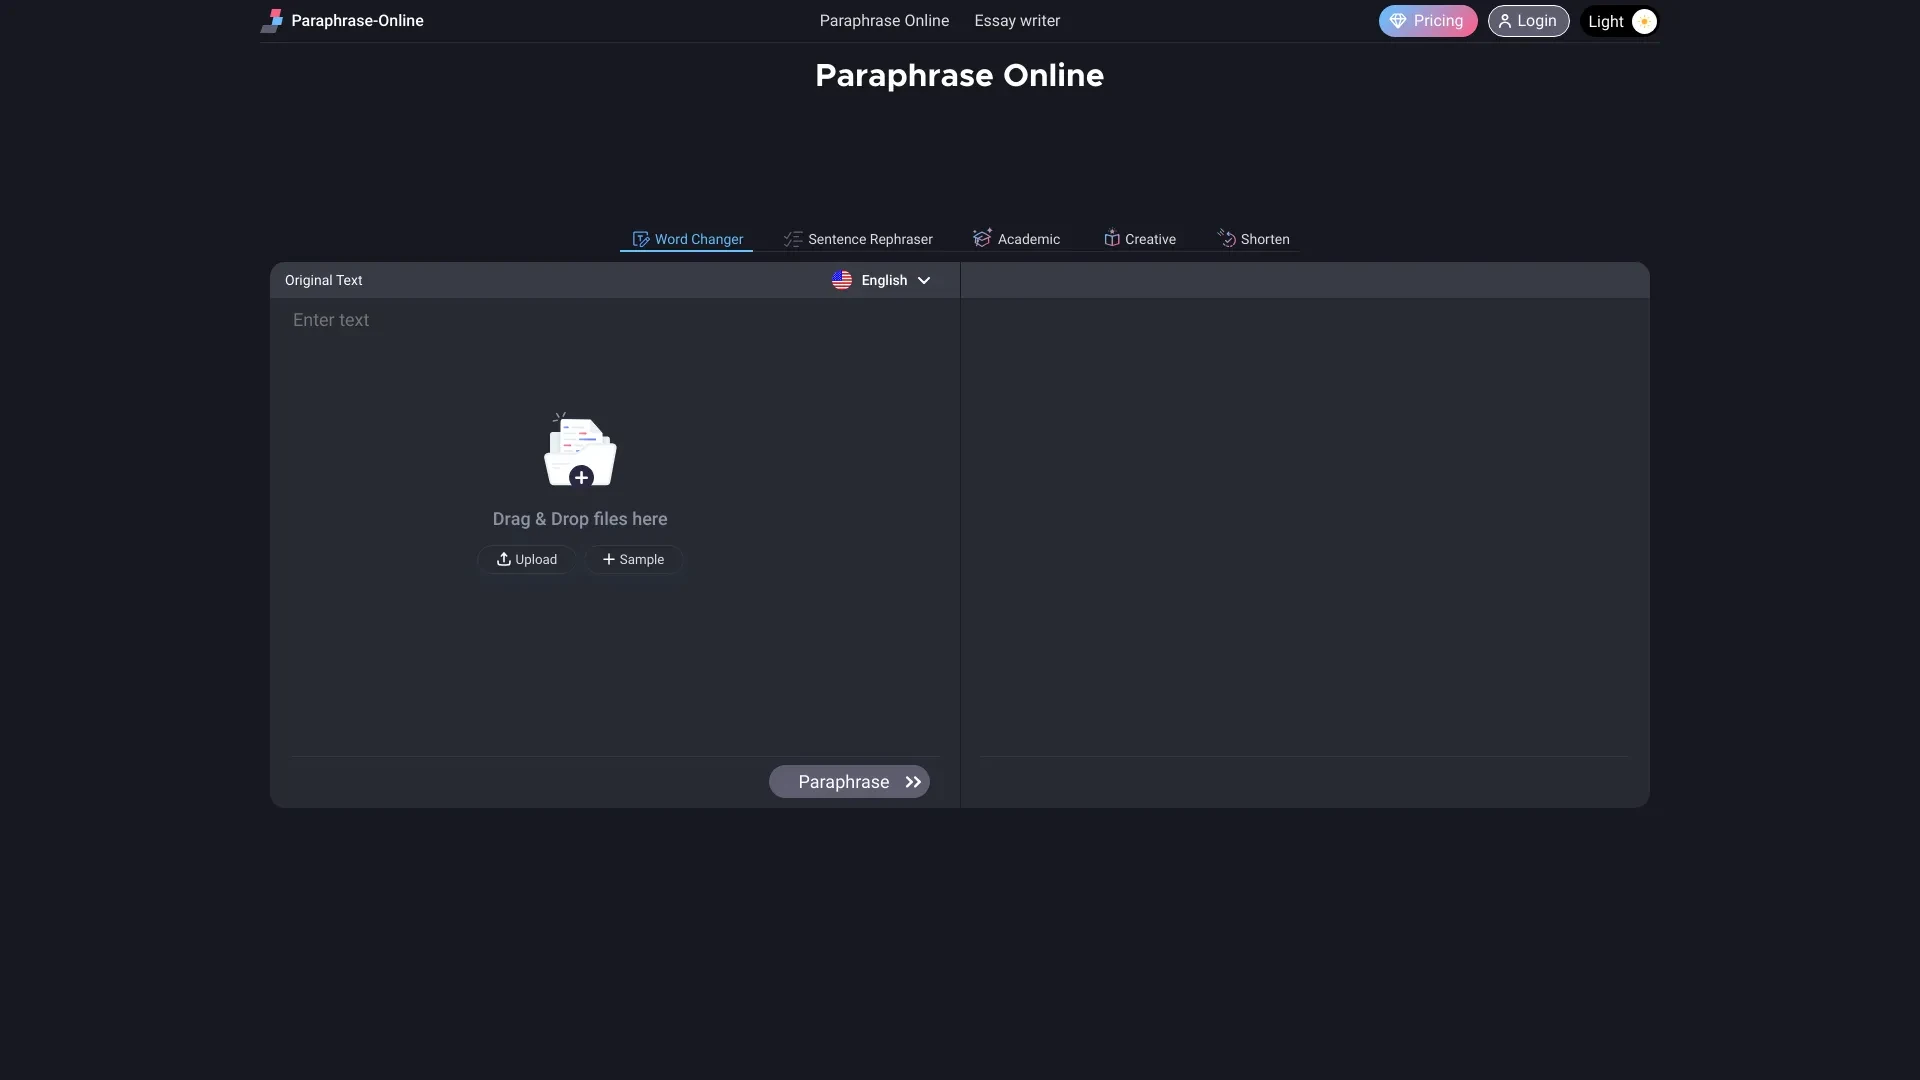 Paraphrase-Online
Paraphrase Online
Essay writer
Pricing
Login
Light
Paraphrase Online
Word Changer
Sentence Rephraser
Academic
Creative
Shorten
Original Text
English
Enter text
Drag & Drop files here
Upload
Sample
Paraphrase